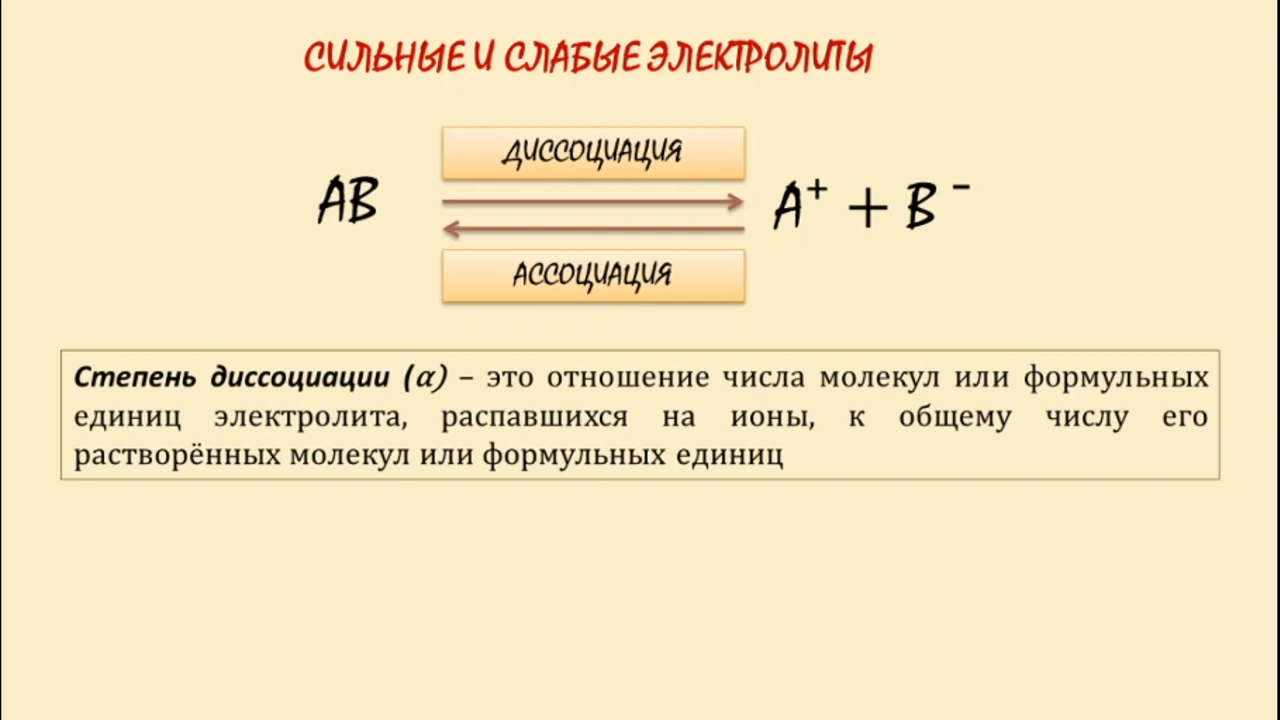 СИЛЬНЫЕ И СЛАБЫЕ ЭЛЕКТРОЛИТЫ
ДИССОЦИАЦИЯ
AB
A⁺ + B⁻
АССОЦИАЦИЯ
Степень диссоциации (α) – это отношение числа молекул или формульных
единиц электролита, распавшихся на ионы, к общему числу его
растворённых молекул или формульных единиц